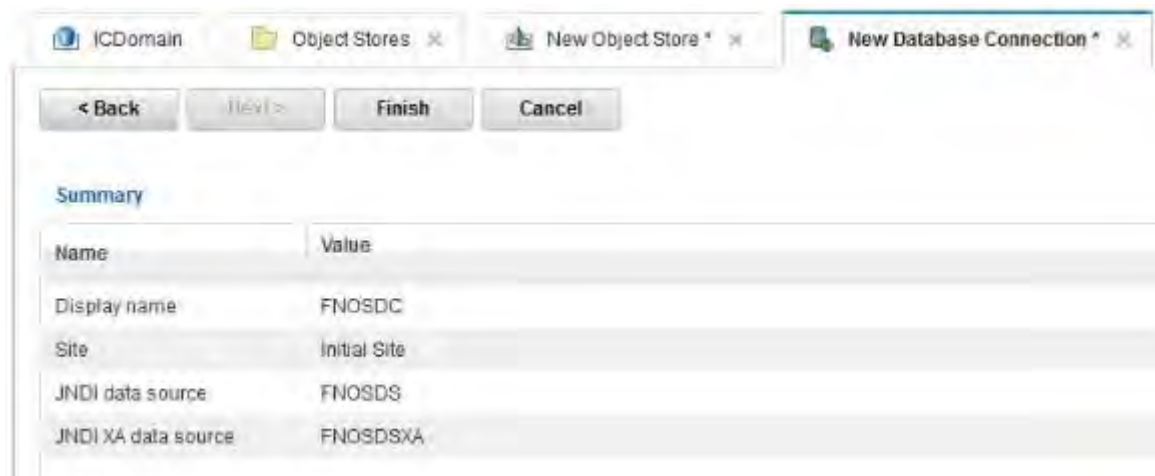 ICDomain Object Stores New Object Store * New Database Connection *
< Back Next > Finish Cancel
Summary
Name Value
Display name FNOSDC
Site Initial Site
JNDI data source FNOSDS
JNDI XA data source FNOSDSXA